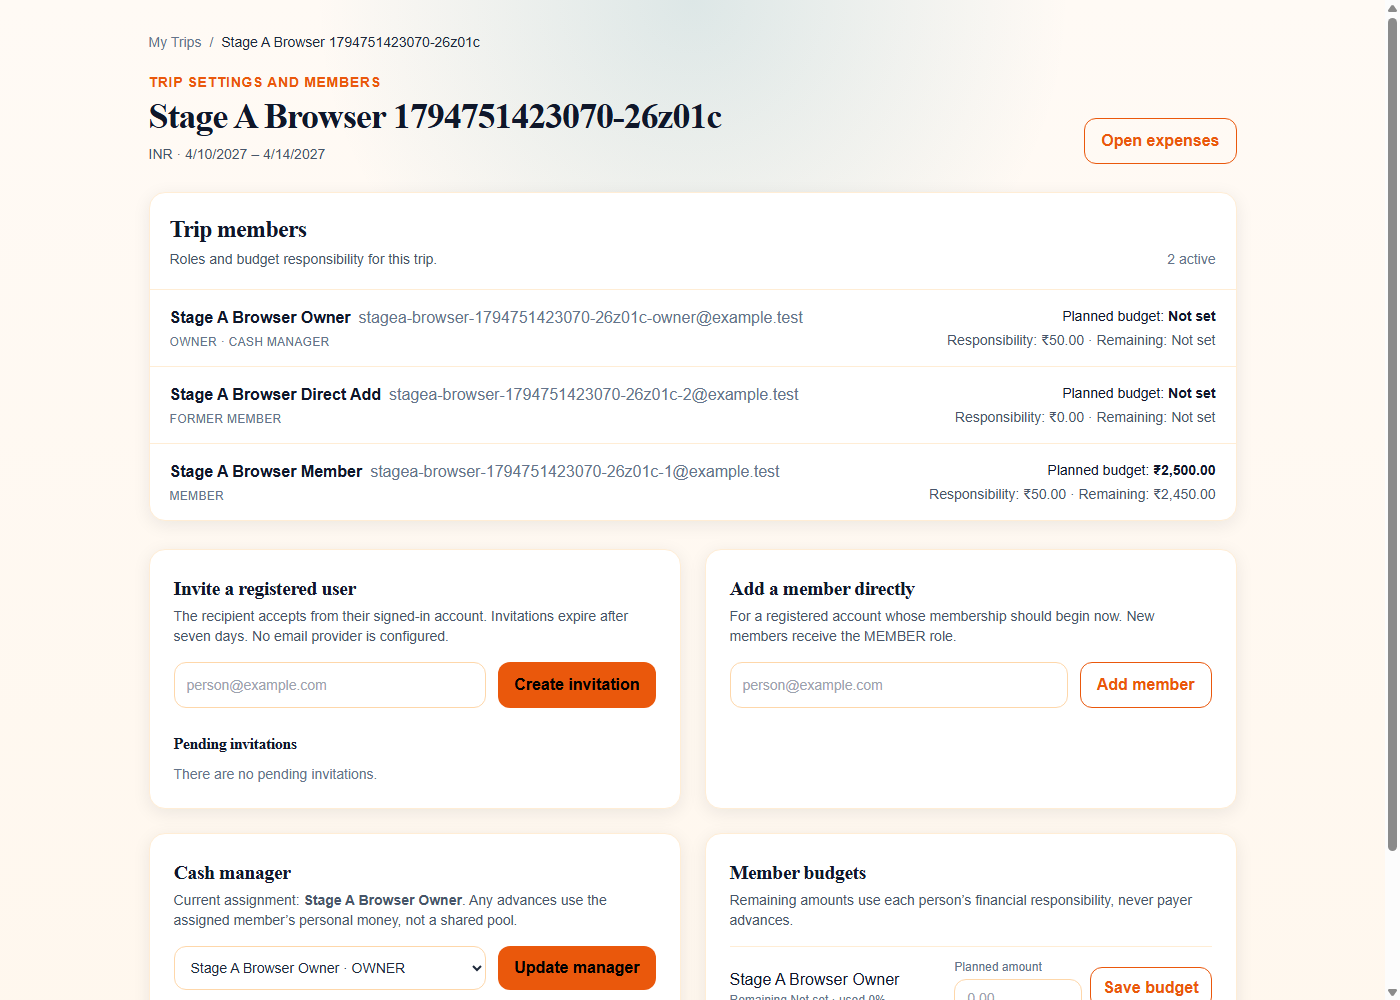 My Trips / Stage A Browser 1794751423070-26z01c
TRIP SETTINGS AND MEMBERS
Stage A Browser 1794751423070-26z01c
INR · 4/10/2027 – 4/14/2027
Open expenses
Trip members
Roles and budget responsibility for this trip.
2 active
Stage A Browser Owner stagea-browser-1794751423070-26z01c-owner@example.test
OWNER · CASH MANAGER
Planned budget: Not set
Responsibility: ₹50.00 · Remaining: Not set
Stage A Browser Direct Add stagea-browser-1794751423070-26z01c-2@example.test
FORMER MEMBER
Planned budget: Not set
Responsibility: ₹0.00 · Remaining: Not set
Stage A Browser Member stagea-browser-1794751423070-26z01c-1@example.test
MEMBER
Planned budget: ₹2,500.00
Responsibility: ₹50.00 · Remaining: ₹2,450.00
Invite a registered user
The recipient accepts from their signed-in account. Invitations expire after
seven days. No email provider is configured.
person@example.com
Create invitation
Pending invitations
There are no pending invitations.
Add a member directly
For a registered account whose membership should begin now. New
members receive the MEMBER role.
person@example.com
Add member
Cash manager
Current assignment: Stage A Browser Owner. Any advances use the
assigned member’s personal money, not a shared pool.
Stage A Browser Owner · OWNER
Update manager
Member budgets
Remaining amounts use each person’s financial responsibility, never payer
advances.
Stage A Browser Owner
Remaining Not set · used 0%
Planned amount
0.00
Save budget